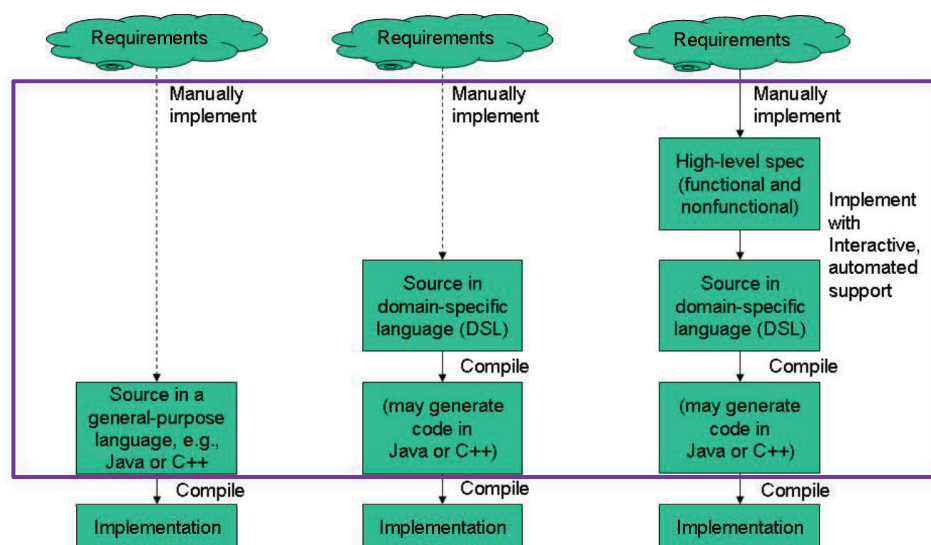 Requirements
Manually
implement
Source in a
general-purpose
language, e.g.,
Java or C++
Compile
Implementation
Requirements
Manually
implement
Source in
domain-specific
language (DSL)
Compile
(may generate
code in
Java or C++)
Compile
Implementation
Requirements
Manually
implement
High-level spec
(functional and
nonfunctional)
Implement
with
Interactive,
automated
support
Source in
domain-specific
language (DSL)
Compile
(may generate
code in
Java or C++)
Compile
Implementation